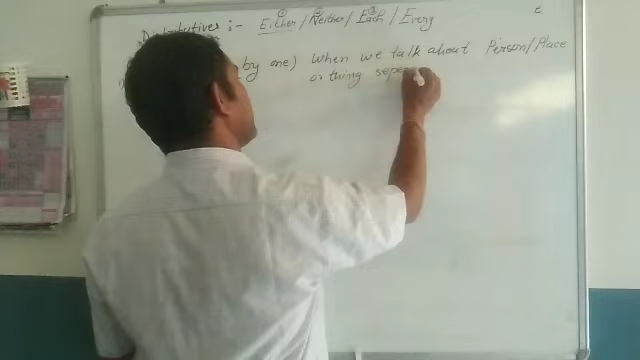 Distributives :- Either / Neither / Each / Every
by one) When we talk about Person/Place
or thing sepa